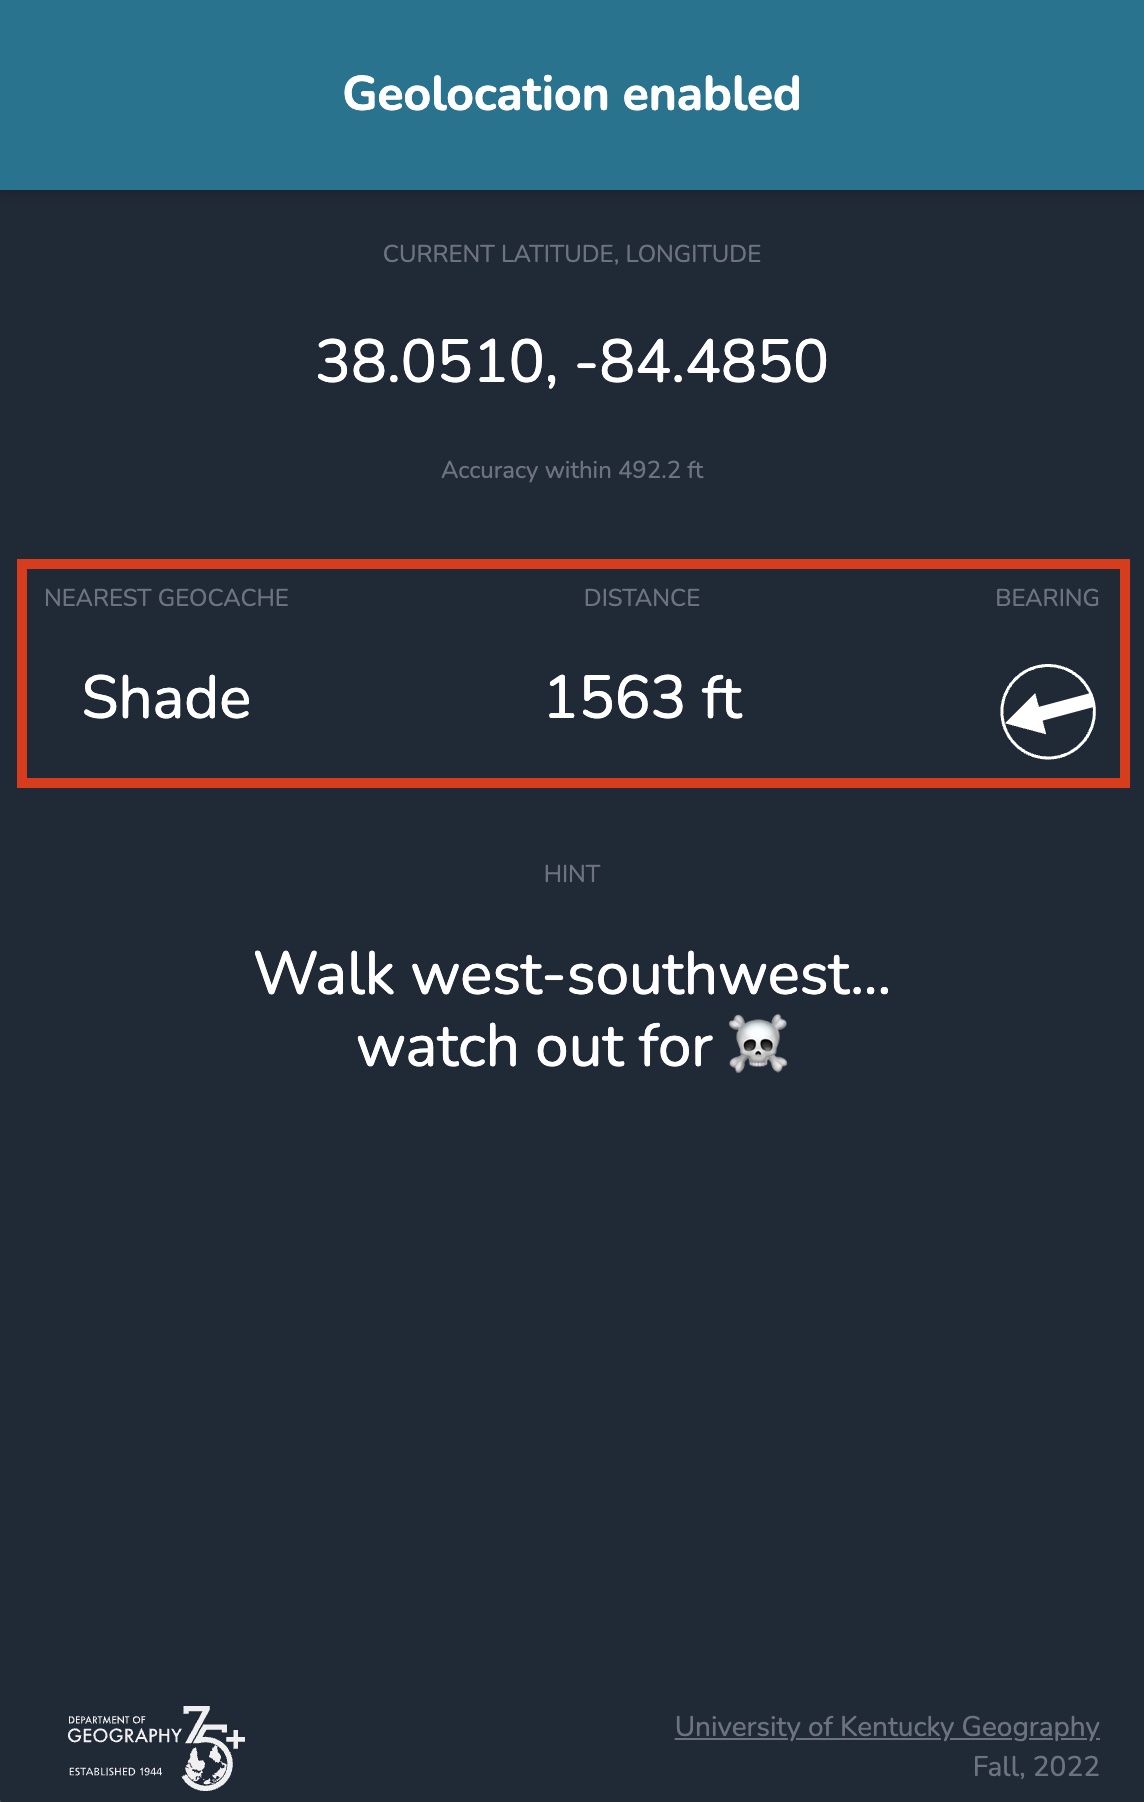 Geolocation enabled
CURRENT LATITUDE, LONGITUDE
38.0510, -84.4850
Accuracy within 492.2 ft
NEAREST GEOCACHE DISTANCE BEARING
Shade 1563 ft
HINT
Walk west-southwest...
watch out for ☠️
DEPARTMENT OF
GEOGRAPHY 75+
ESTABLISHED 1944
University of Kentucky Geography
Fall, 2022